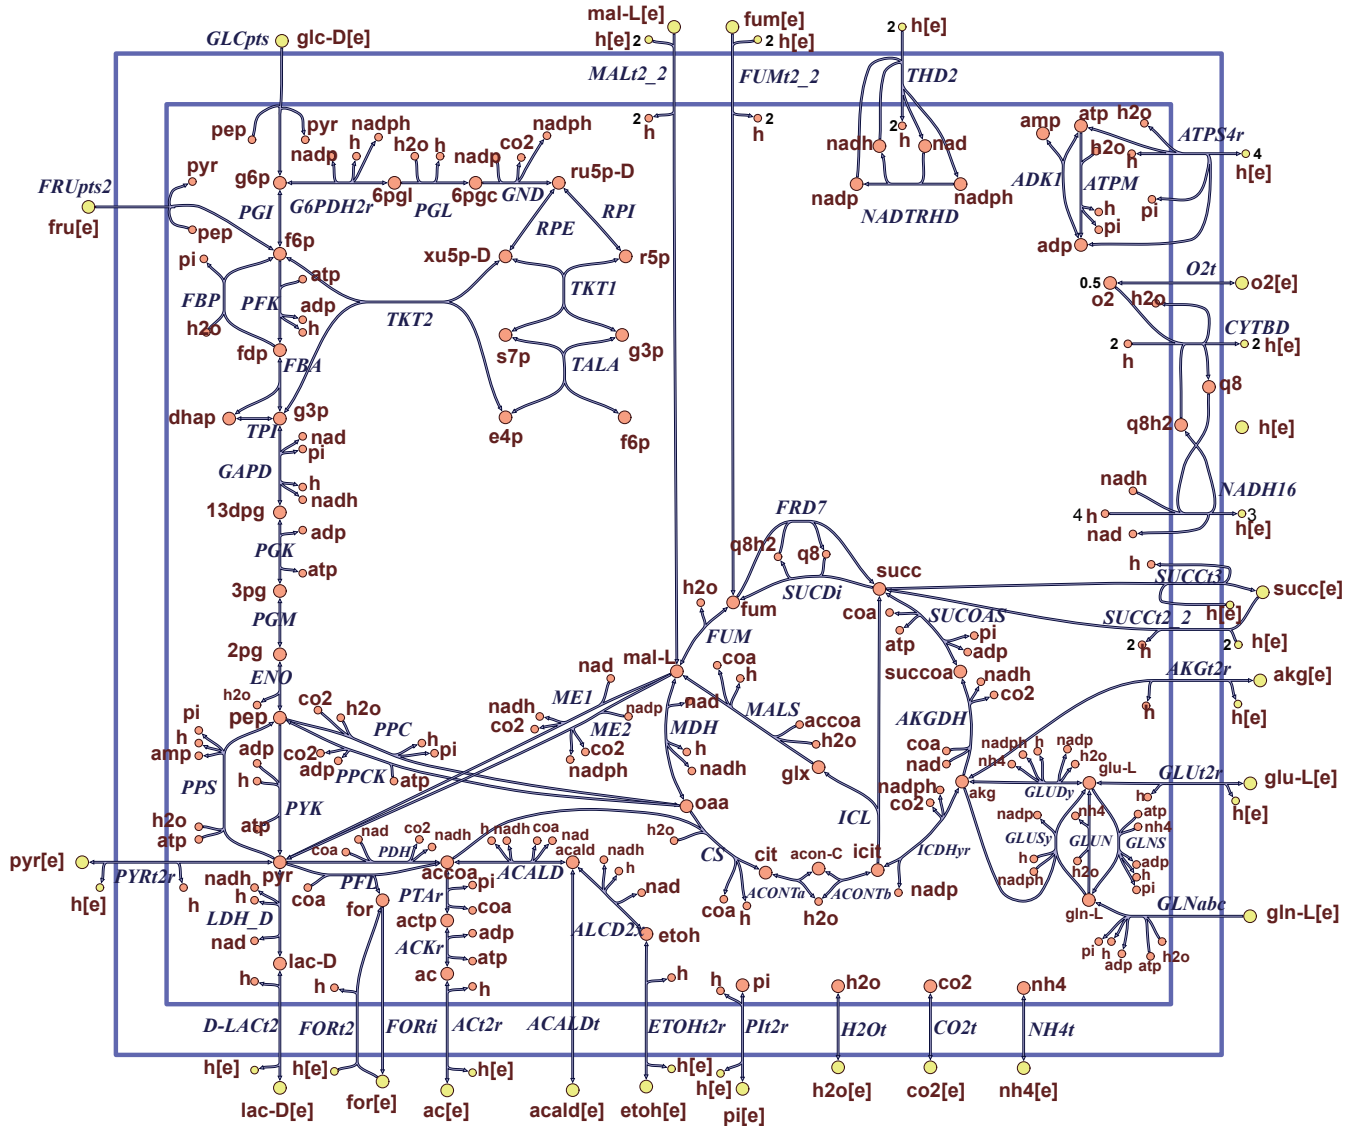 mal-L[e] fum[e]
GLCpts glc-D[e] h[e] 2 2 h[e] 2 h[e]
MALt2_2 FUMt2_2 THD2
pep pyr nadph 2 h 2 h 2 h amp atp h2o ATPS4r
nadp h h2o h nadp co2 nadph nadh nad h2o h 4 h[e]
FRUpts2 pyr g6p 6pgl 6pgc ru5p-D ADK1 ATPM
PGI G6PDH2r PGL GND nadp NADTRHD nadph h pi pi
fru[e] pep f6p RPE RPI adp
pi atp xu5p-D r5p O2t
FBP PFK adp TKT1 0.5 o2 h2o o2[e]
h2o h TKT2 CYTBD
fdp s7p g3p 2 h 2 h[e]
FBA TALA q8
dhap g3p e4p f6p q8h2 h[e]
TPI nad
pi
GAPD h nadh NADH16
nadh
13dpg FRD7 4 h 3 h[e]
adp nad
PGK q8h2 q8
atp h SUCCt3
3pg h2o succ succ[e]
PGM fum SUCDi coa SUCOAS h[e]
FUM atp pi SUCCt2_2
2pg adp 2 h 2 h[e]
ENO nad mal-L coa succoa AKGt2r
h2o ME1 h nadh akg[e]
pep co2 h2o PPC nadh nadp nad MALS co2
pi co2 ME2 MDH accoa AKGDH h h[e]
h adp co2 h pi co2 h h2o coa nadph h nadp
amp h adp PPCK atp nadph nadh glx nad nh4 h2o glu-L GLUt2r
PPS oaa nadph akg GLUDy glu-L[e]
PYK co2 h h[e]
h2o atp nad co2 nadh h nadh coa nad h2o ICL nadp nh4 atp
atp coa PDH acald nadh CS acon-C ICDHyr GLUSy GLUN nh4 GLNS
pyr[e] pyr accoa ACALD h cit icit h h2o adp
PYRt2r nadh PFL PTAr pi nad ACONTa ACONTb nadp nadph h
h[e] h h coa for coa coa h h2o pi
LDH_D actp ALCD2x gln-L GLNabc gln-L[e]
nad adp etoh pi h adp atp h2o
ACKr atp
lac-D ac
h h h h h pi h2o co2 nh4
D-LACt2 FORt2 FORti ACt2r ACALDt ETOHt2r PIt2r H2Ot CO2t NH4t
h[e] h[e] h[e] h[e] h[e]
lac-D[e] for[e] ac[e] acald[e] etoh[e] pi[e] h2o[e] co2[e] nh4[e]